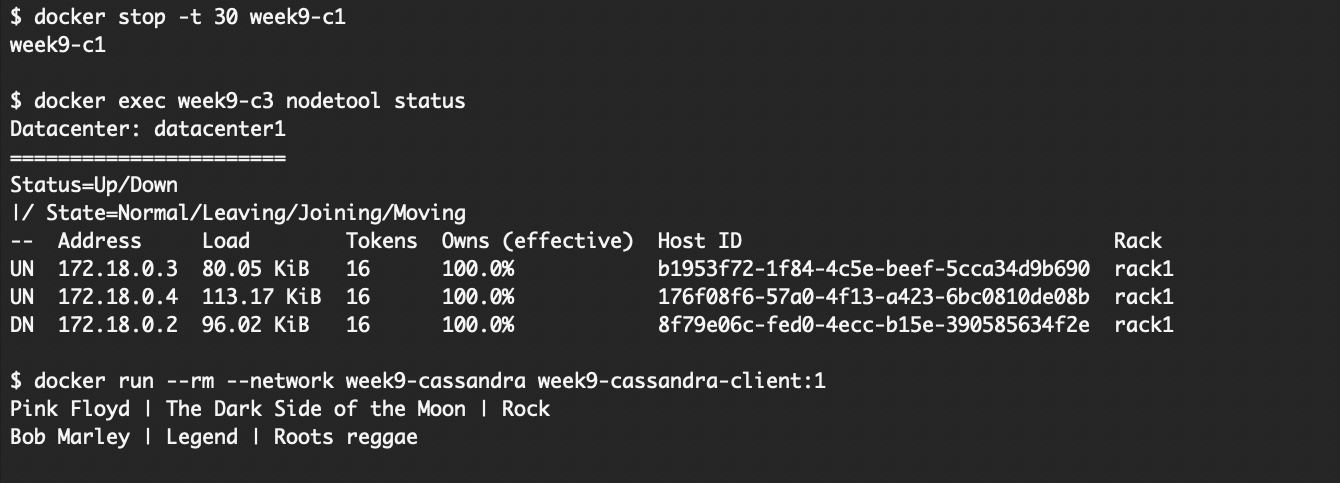 $ docker stop -t 30 week9-c1
week9-c1
$ docker exec week9-c3 nodetool status
Datacenter: datacenter1
=======================
Status=Up/Down
|/ State=Normal/Leaving/Joining/Moving
--  Address     Load        Tokens  Owns (effective)  Host ID                               Rack
UN  172.18.0.3  80.05 KiB   16      100.0%            b1953f72-1f84-4c5e-beef-5cca34d9b690  rack1
UN  172.18.0.4  113.17 KiB  16      100.0%            176f08f6-57a0-4f13-a423-6bc0810de08b  rack1
DN  172.18.0.2  96.02 KiB   16      100.0%            8f79e06c-fed0-4ecc-b15e-390585634f2e  rack1
$ docker run --rm --network week9-cassandra week9-cassandra-client:1
Pink Floyd | The Dark Side of the Moon | Rock
Bob Marley | Legend | Roots reggae